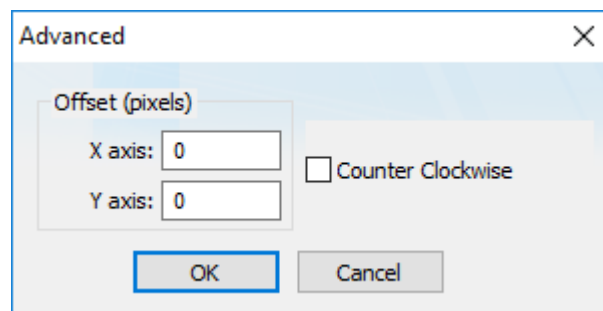 Advanced
Offset (pixels)
X axis: 0
Y axis: 0
Counter Clockwise
OK Cancel